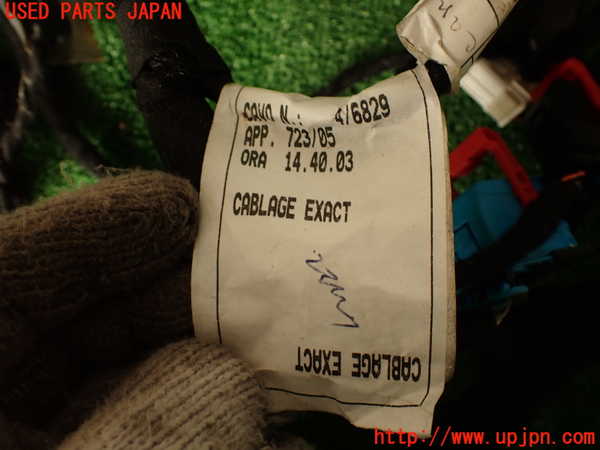 USED PARTS JAPAN
CAVO N.: 4/6829
APP. 723/05
ORA 14.40.03
CABLAGE EXACT
CABLAGE EXACT
http://www.upjpn.com/